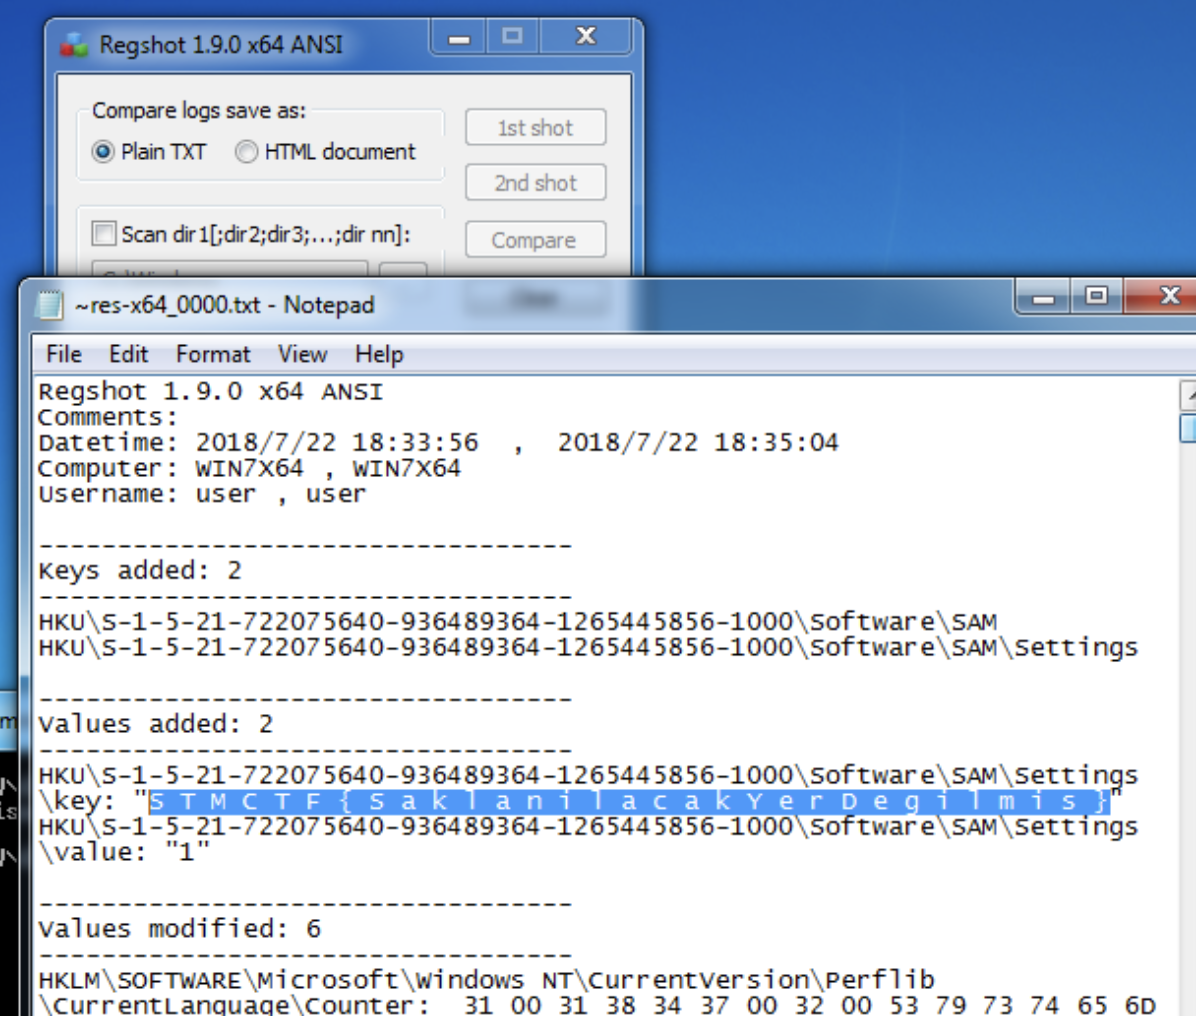 Regshot 1.9.0 x64 ANSI
Compare logs save as:
Plain TXT HTML document
1st shot
2nd shot
Scan dir1[;dir2;dir3;...;dir nn]:
Compare
~res-x64_0000.txt - Notepad
File Edit Format View Help
Regshot 1.9.0 x64 ANSI
Comments:
Datetime: 2018/7/22 18:33:56  ,  2018/7/22 18:35:04
Computer: WIN7X64 , WIN7X64
Username: user , user
----------------------------------
Keys added: 2
----------------------------------
HKU\S-1-5-21-722075640-936489364-1265445856-1000\Software\SAM
HKU\S-1-5-21-722075640-936489364-1265445856-1000\Software\SAM\Settings
----------------------------------
Values added: 2
----------------------------------
HKU\S-1-5-21-722075640-936489364-1265445856-1000\Software\SAM\Settings
\key: "S T M C T F { S a k l a n i l a c a k Y e r D e g i l m i s }"
HKU\S-1-5-21-722075640-936489364-1265445856-1000\Software\SAM\Settings
\value: "1"
----------------------------------
Values modified: 6
----------------------------------
HKLM\SOFTWARE\Microsoft\Windows NT\CurrentVersion\Perflib
\CurrentLanguage\Counter:  31 00 31 38 34 37 00 32 00 53 79 73 74 65 6D